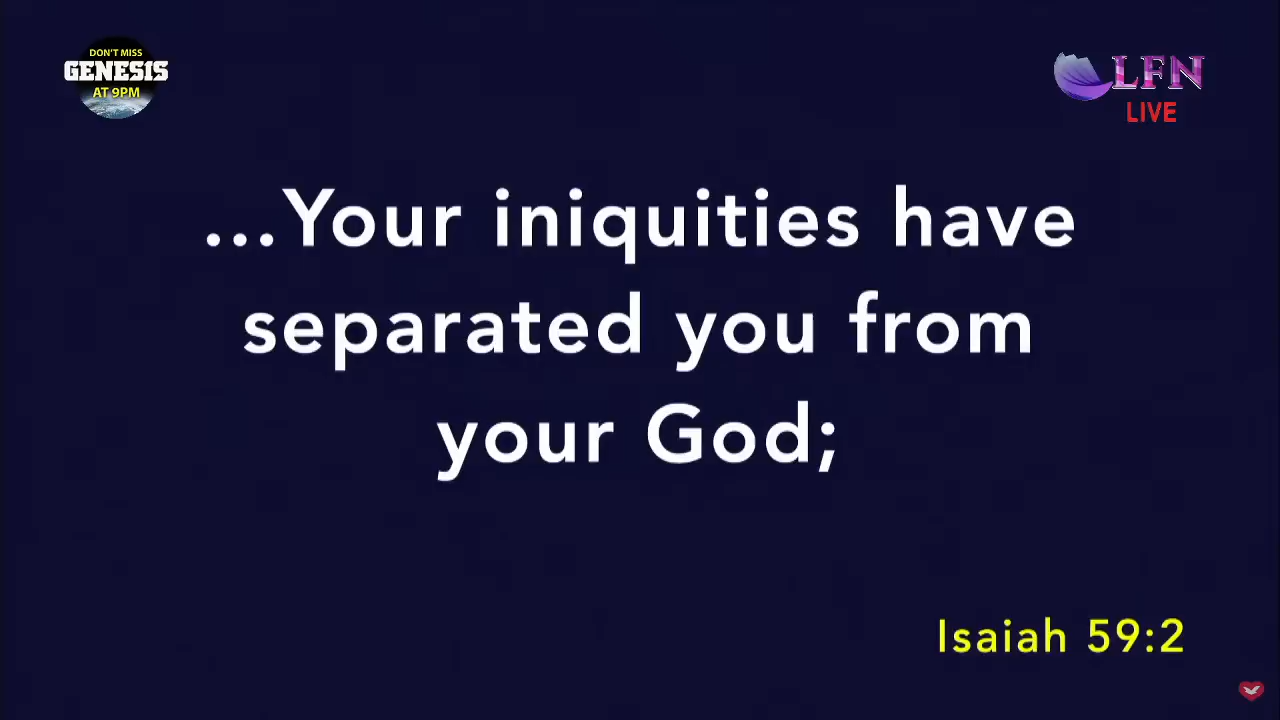 DON'T MISS
GENESIS
AT 9PM
LFN
LIVE
...Your iniquities have
separated you from
your God;
Isaiah 59:2